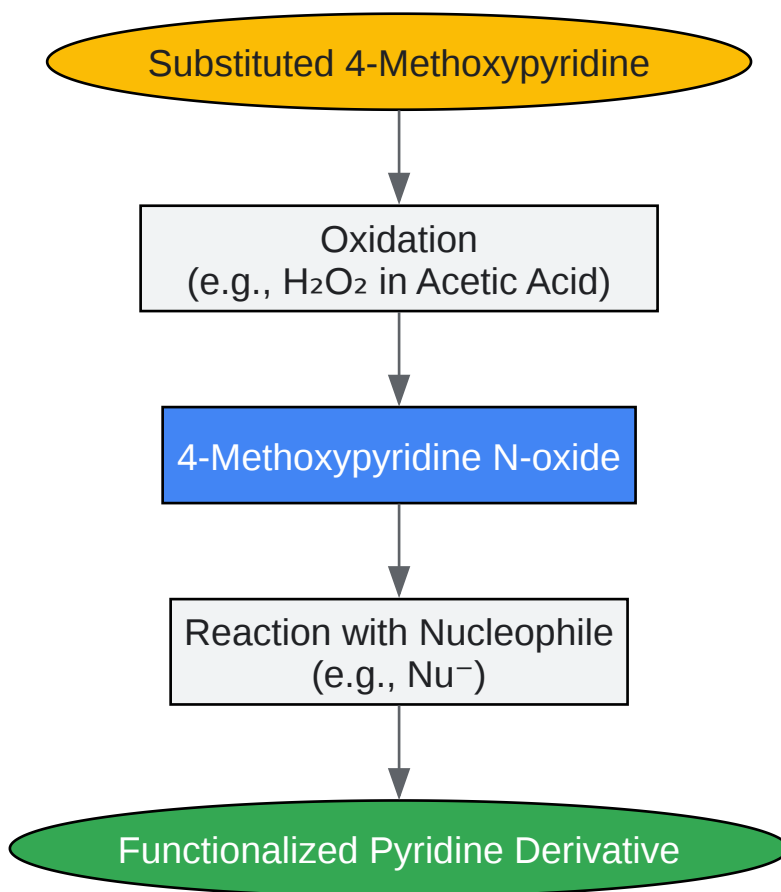 Substituted 4-Methoxypyridine
Oxidation
(e.g., H₂O₂ in Acetic Acid)
4-Methoxypyridine N-oxide
Reaction with Nucleophile
(e.g., Nu⁻)
Functionalized Pyridine Derivative